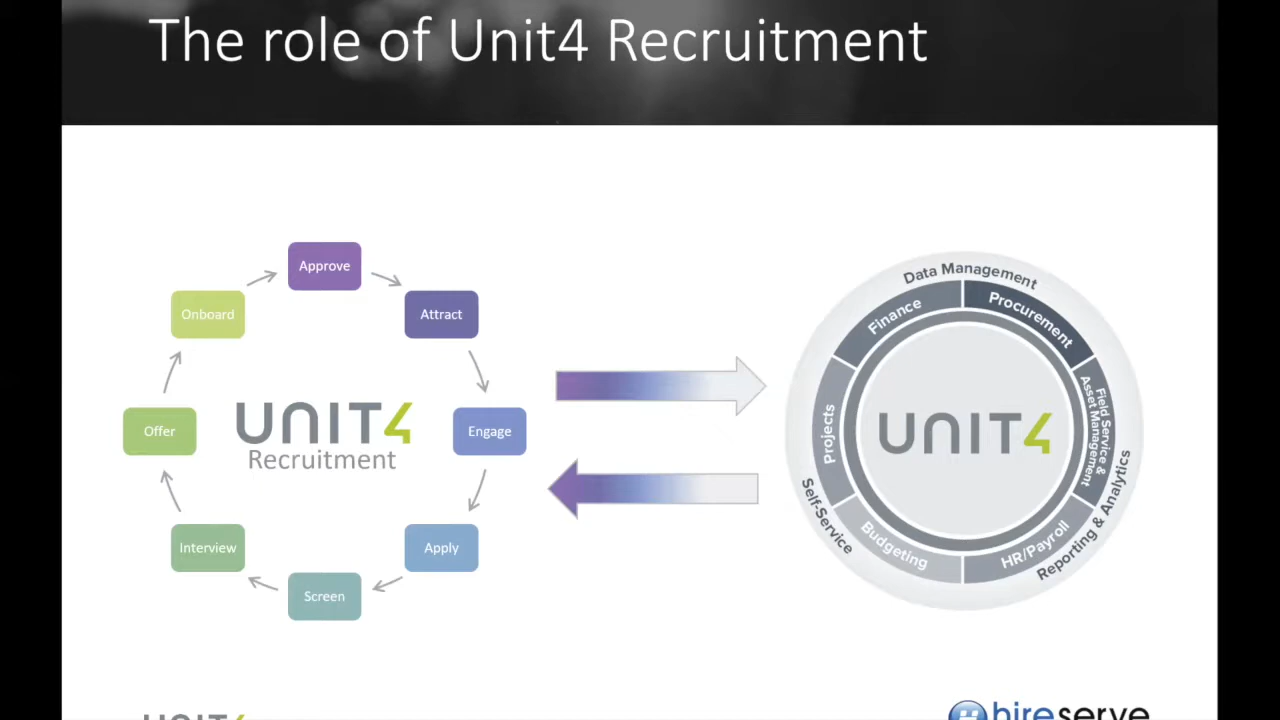 The role of Unit4 Recruitment
Approve
Attract
Engage
Apply
Screen
Interview
Offer
Onboard
UNIT4
Recruitment
Data Management
Finance
Procurement
Field Service &
Asset Management
HR/Payroll
Budgeting
Projects
Self-Service
Reporting & Analytics
UNIT4
UNIT4
hireserve